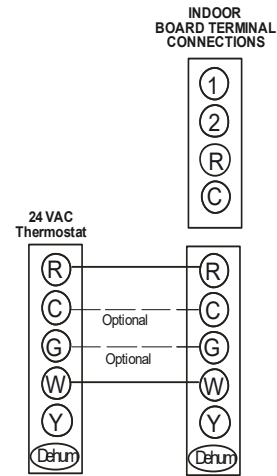 INDOOR
BOARD TERMINAL
CONNECTIONS
1
2
R
C
24 VAC
Thermostat
R
R
C
Optional
C
G
Optional
G
W
W
Y
Y
Dehum
Dehum